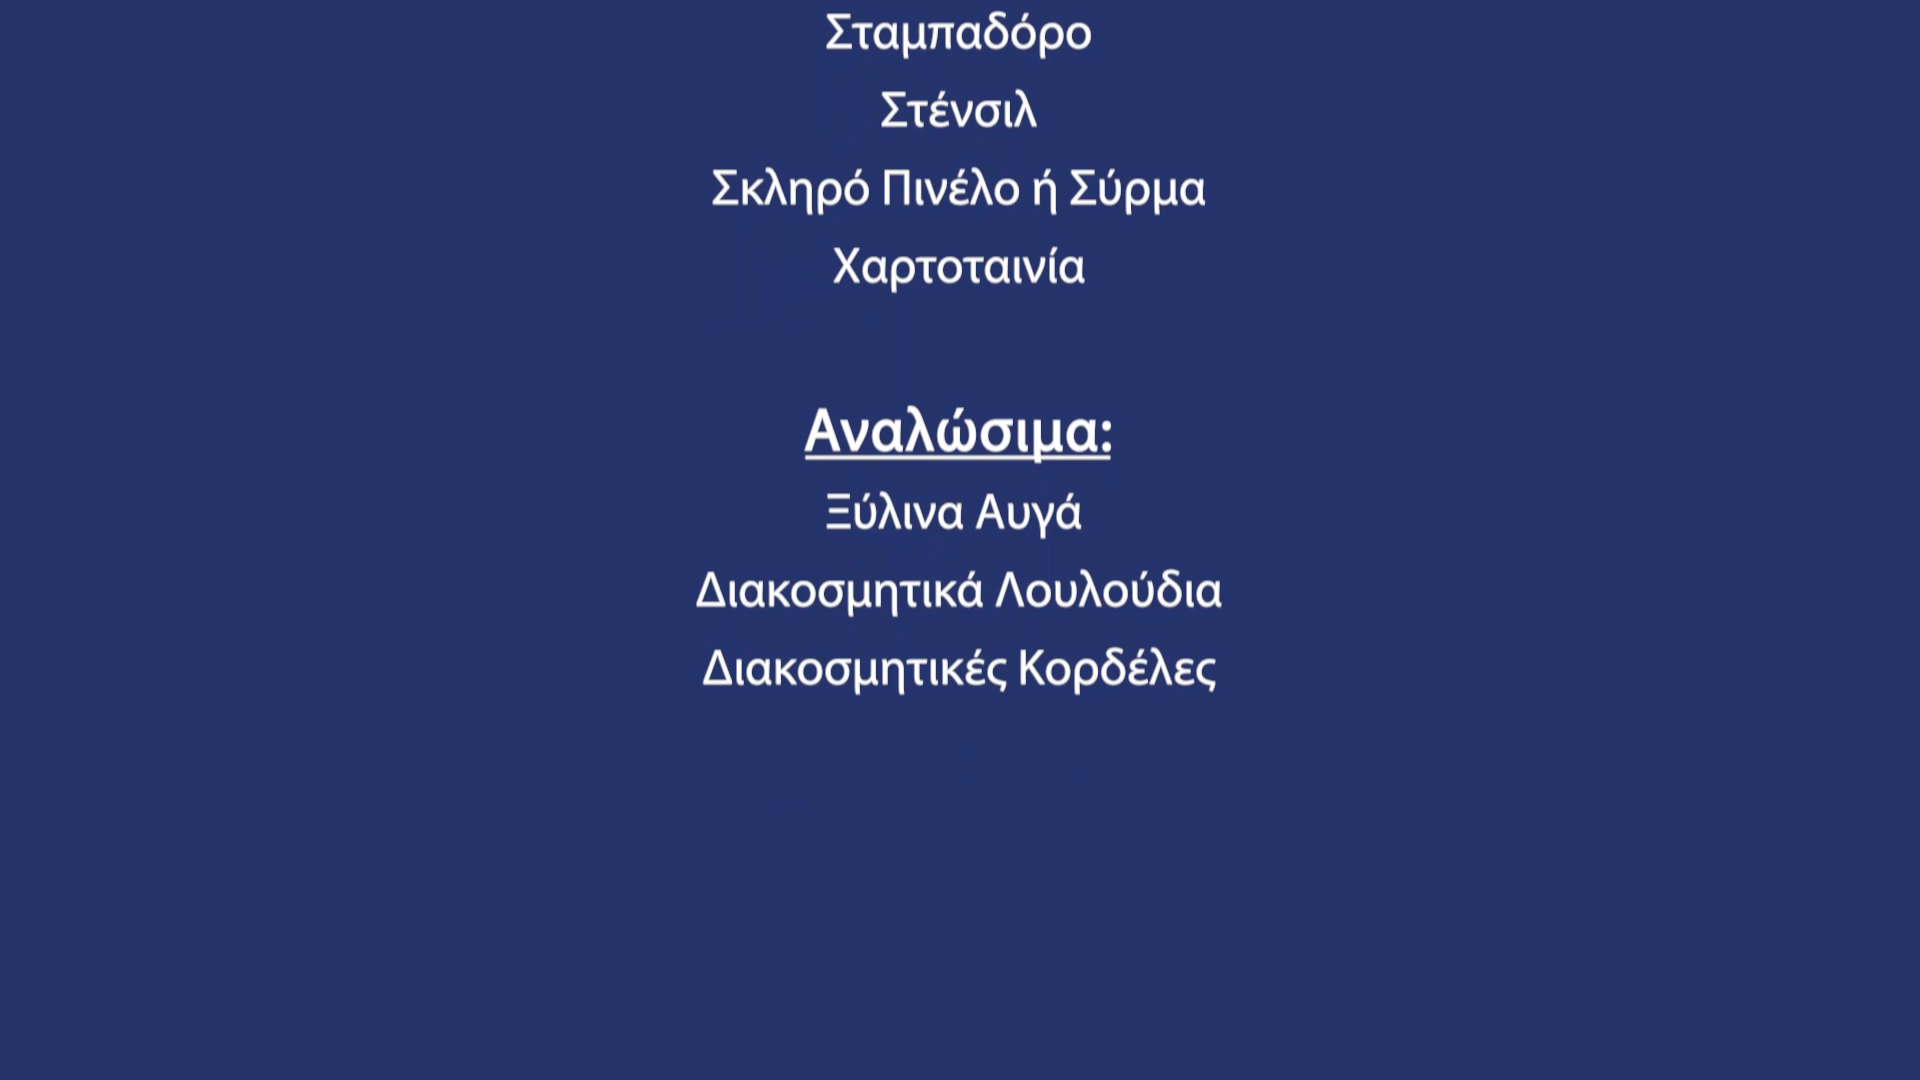 Σταμπαδόρο
Στένσιλ
Σκληρό Πινέλο ή Σύρμα
Χαρτοταινία
Αναλώσιμα:
Ξύλινα Αυγά
Διακοσμητικά Λουλούδια
Διακοσμητικές Κορδέλες